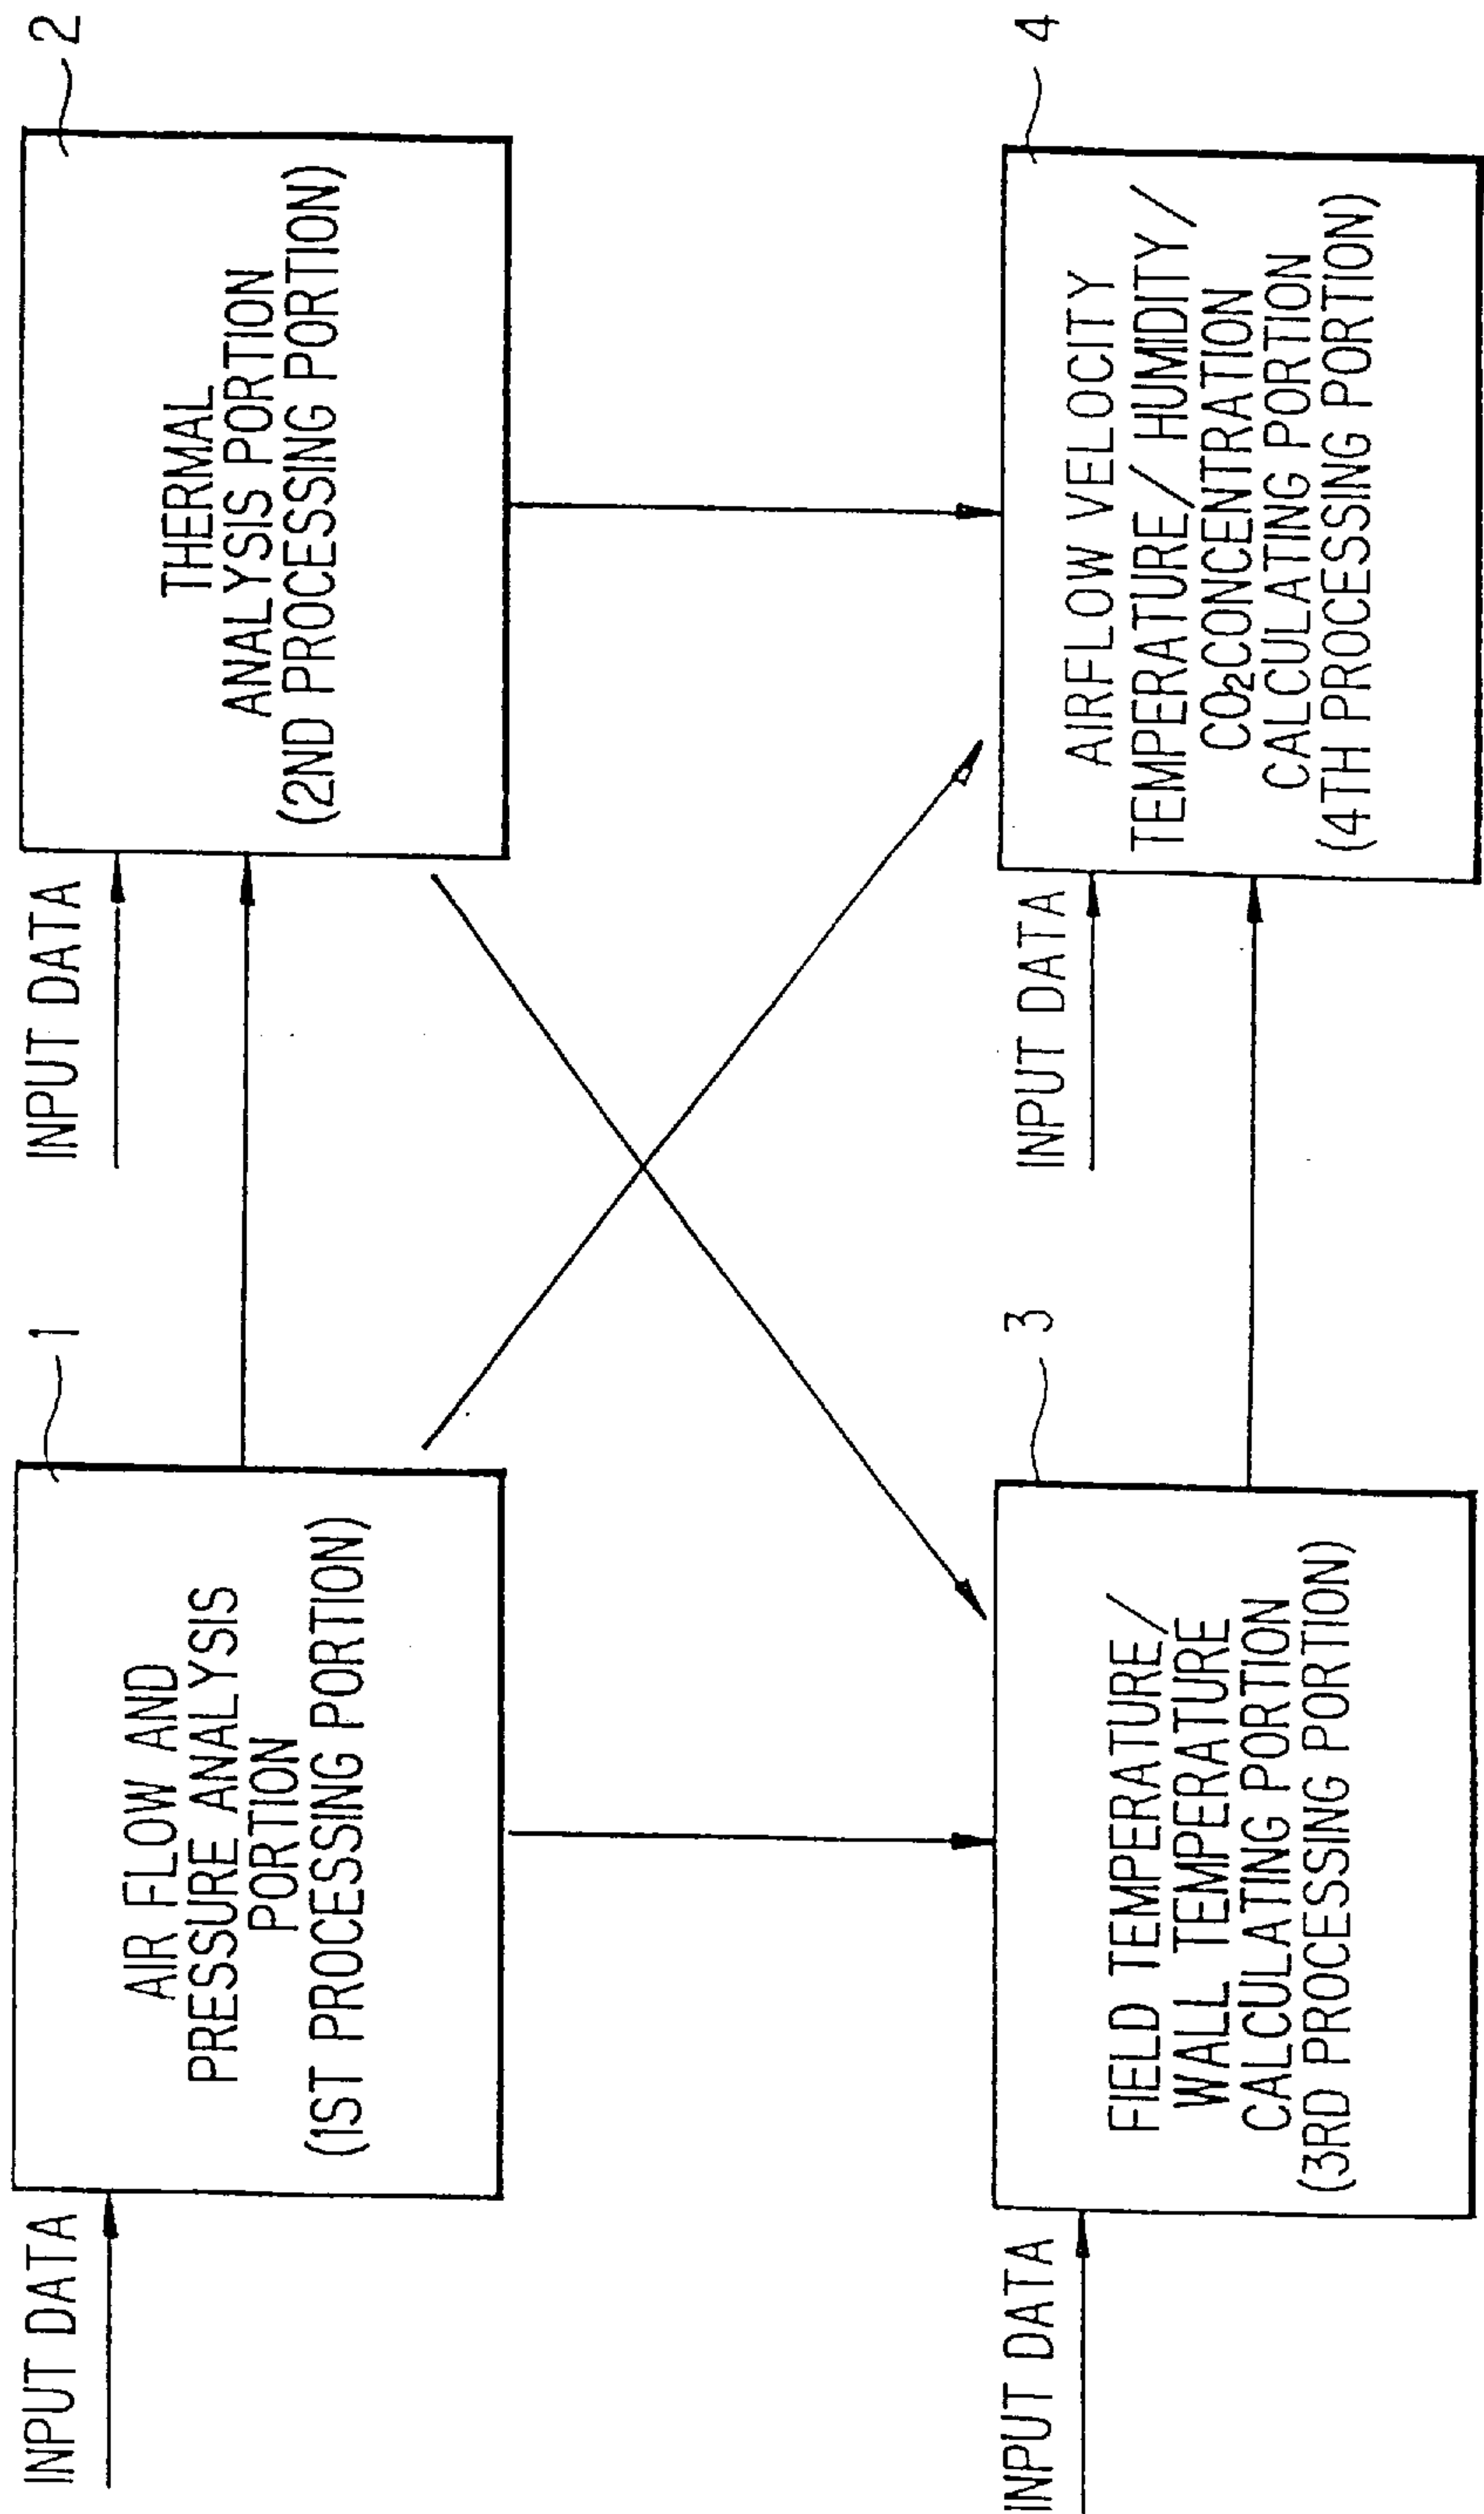 1
INPUT DATA
AIR FLOW AND
PRESSURE ANALYSIS
PORTION
(1ST PROCESSING PORTION)
2
INPUT DATA
THERMAL
ANALYSIS PORTION
(2ND PROCESSING PORTION)
3
INPUT DATA
FIELD TEMPERATURE/
WALL TEMPERATURE
CALCULATING PORTION
(3RD PROCESSING PORTION)
4
INPUT DATA
AIRFLOW VELOCITY
TEMPERATURE/HUMIDITY/
CO₂CONCENTRATION
CALCULATING PORTION
(4TH PROCESSING PORTION)